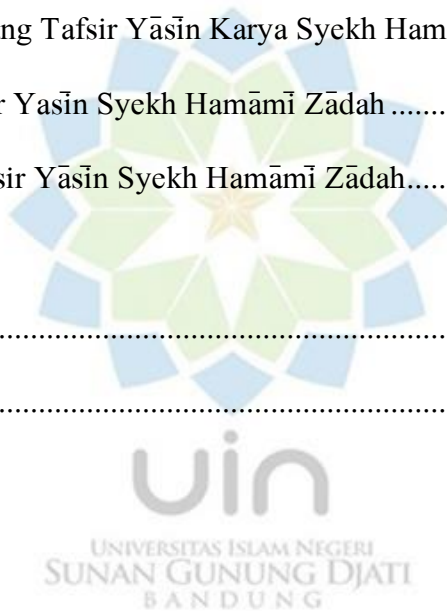 ng Tafsir Yāsīn Karya Syekh Ham
r Yasīn Syekh Hamāmī Zādah .......
sir Yāsīn Syekh Hamāmī Zādah.....
................................................
................................................
uin
UNIVERSITAS ISLAM NEGERI
SUNAN GUNUNG DJATI
BANDUNG